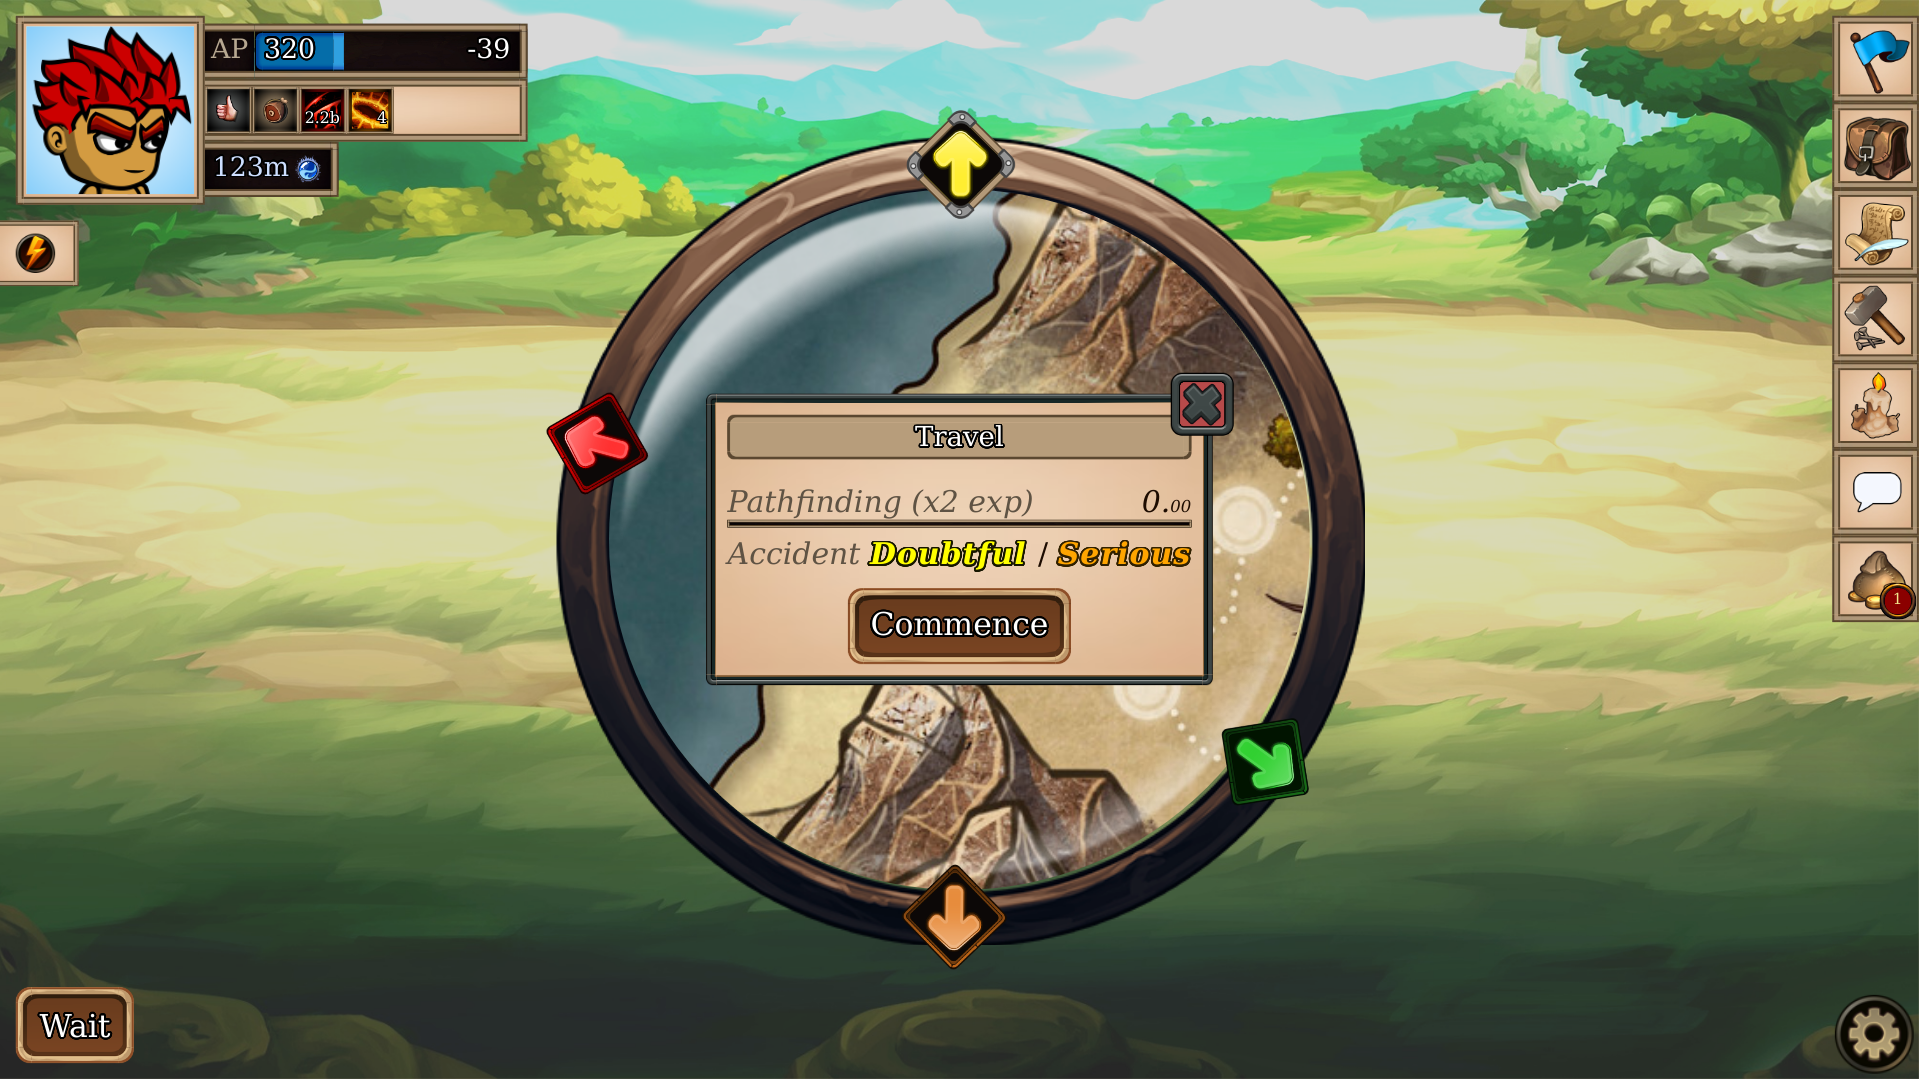 AP 320 -39
2.2b 4
123m
Travel
Pathfinding (x2 exp) 0.00
Accident Doubtful / Serious
Commence
1
Wait